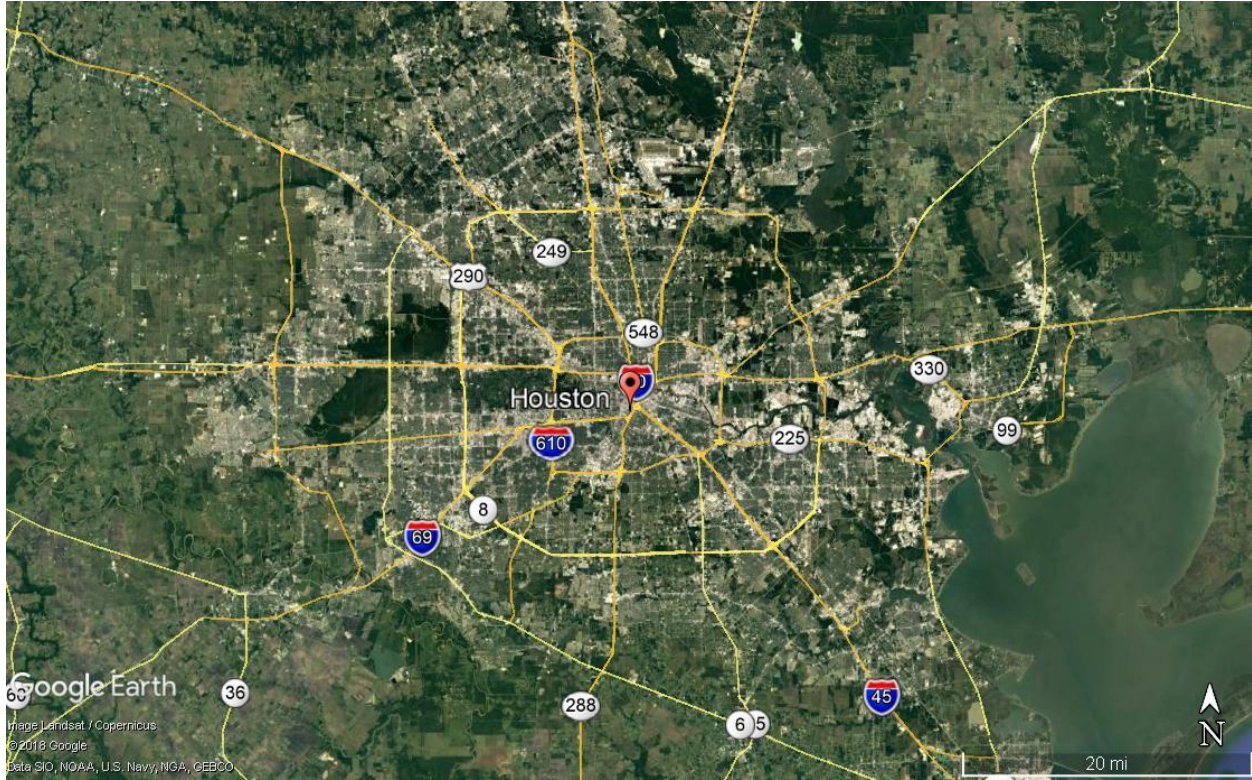 249
290
548
Houston
330
610
225
99
8
69
Google Earth
36
288
6
45
N
Image Landsat / Copernicus
©2018 Google
Data SIO, NOAA, U.S. Navy, NGA, GEBCO
20 mi